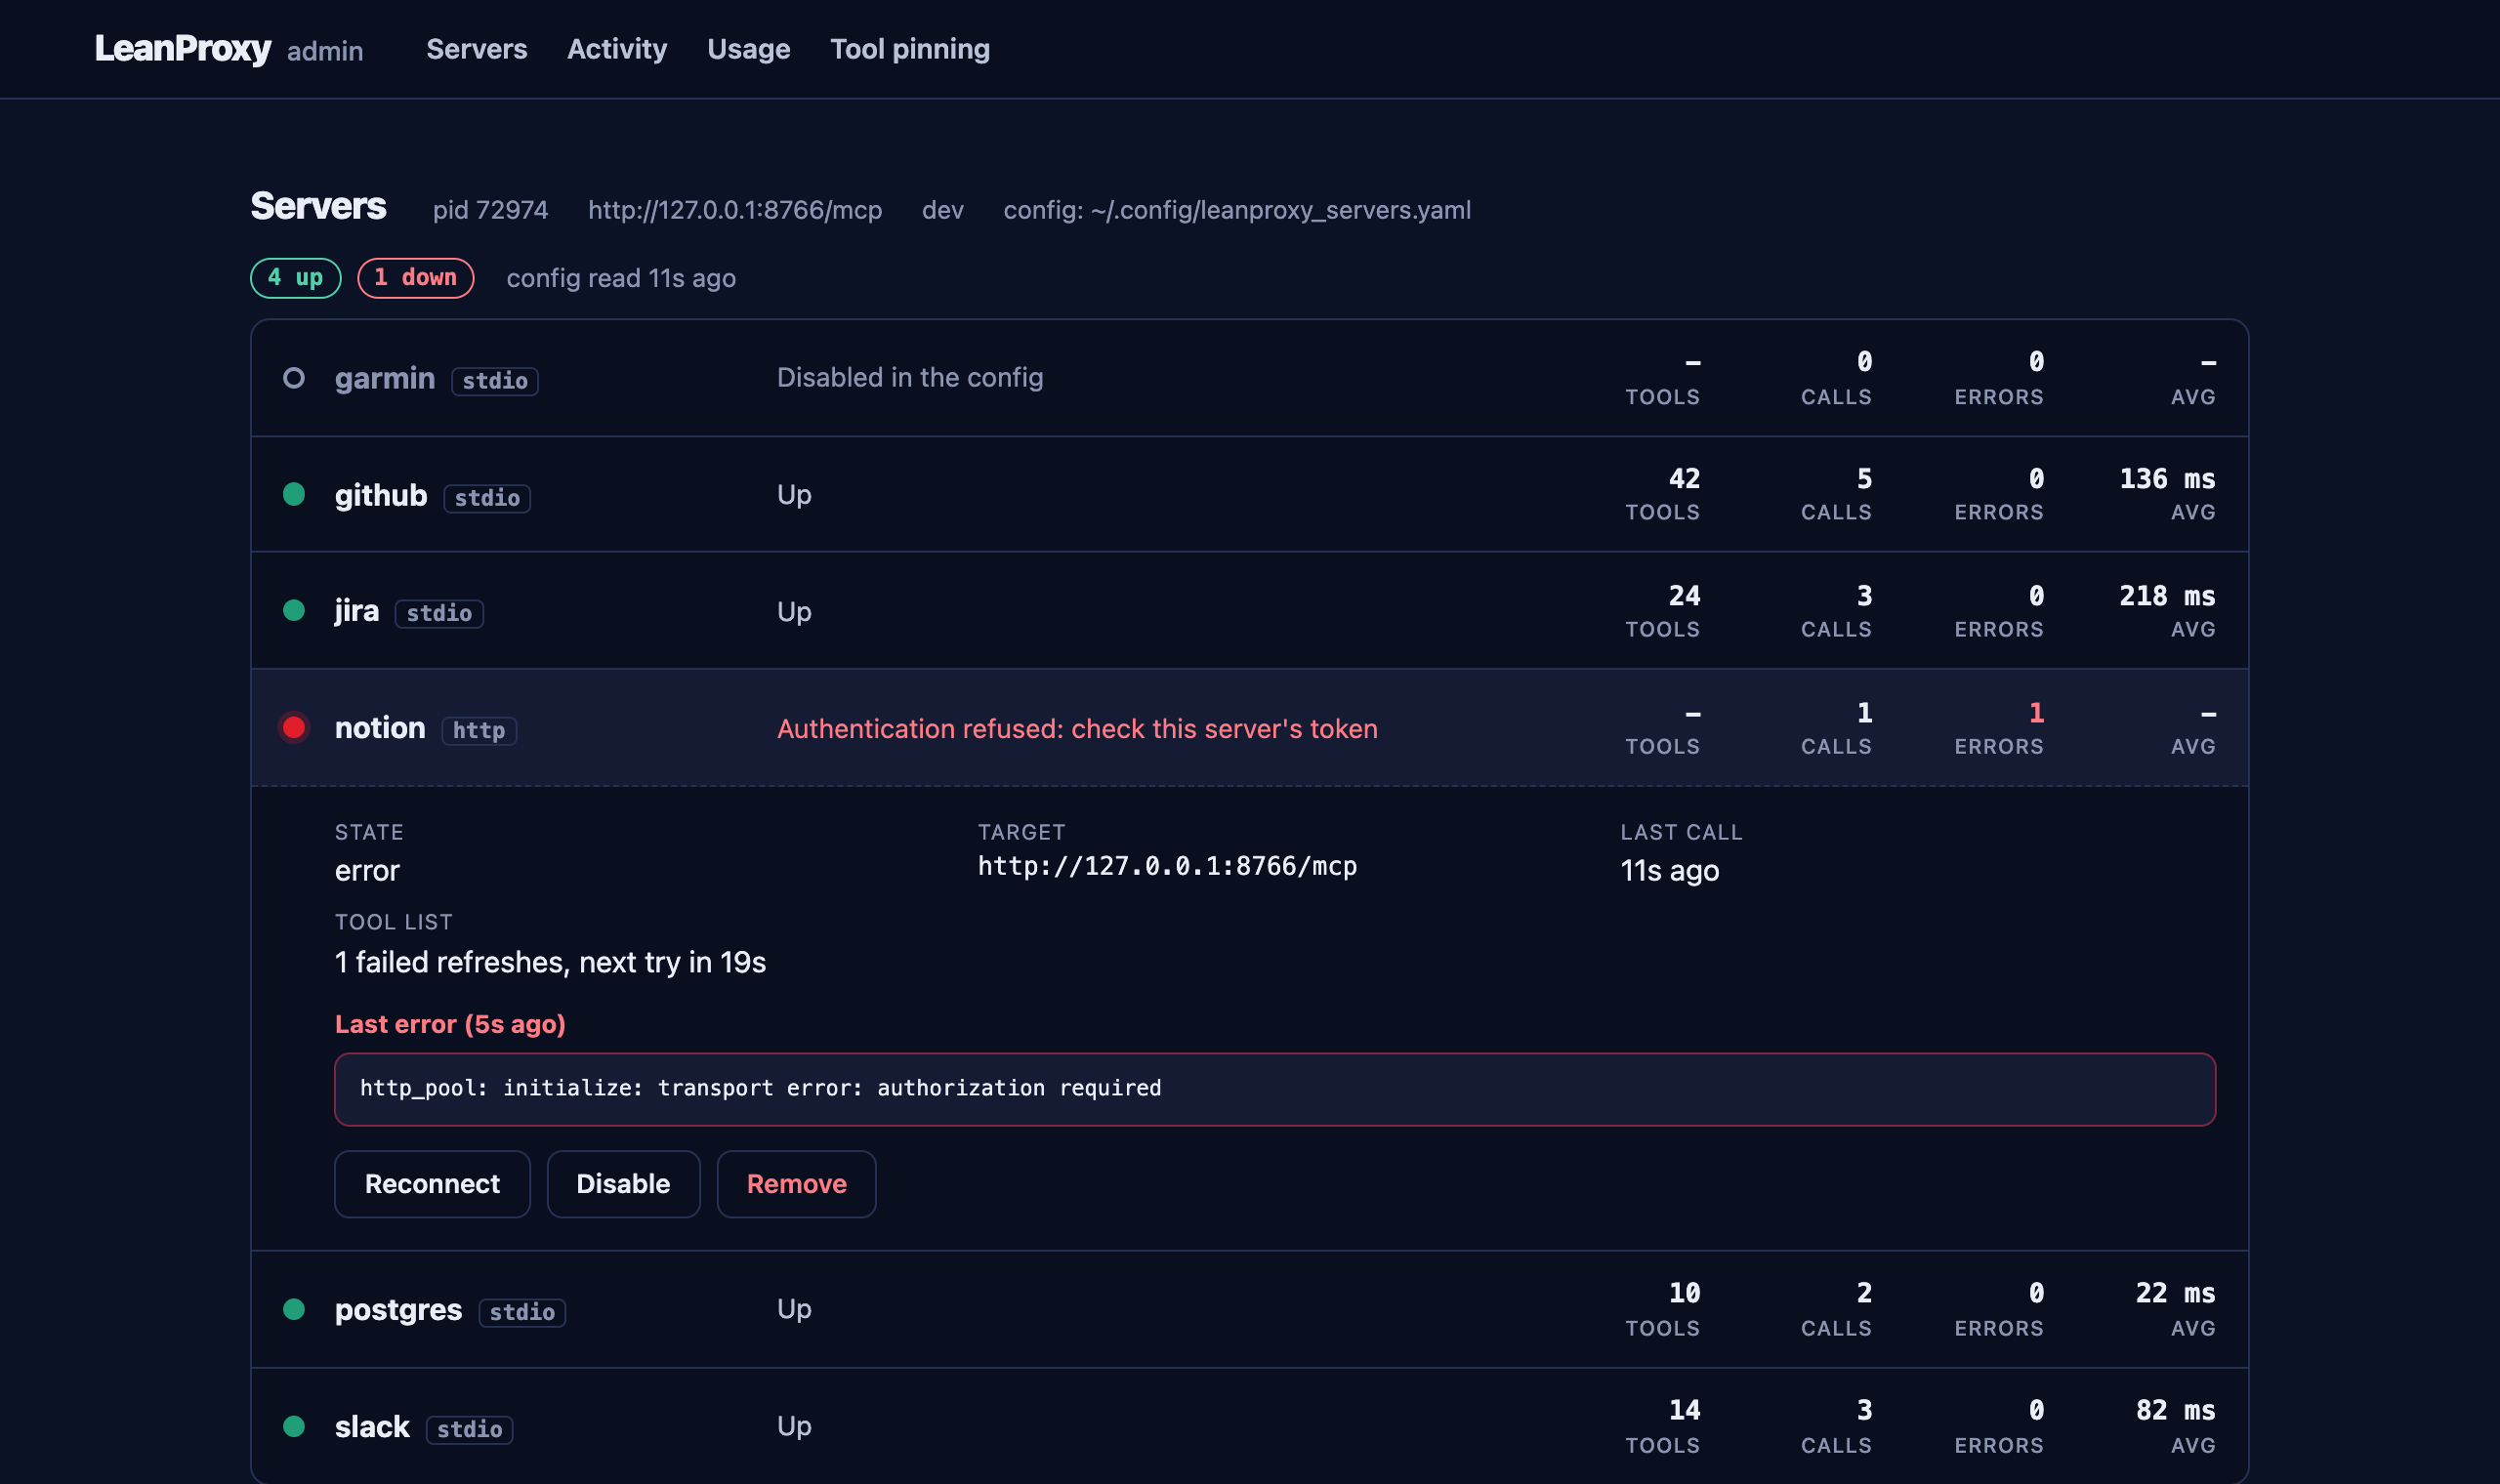 LeanProxy admin Servers Activity Usage Tool pinning
Servers pid 72974 http://127.0.0.1:8766/mcp dev config: ~/.config/leanproxy_servers.yaml
4 up 1 down config read 11s ago
garmin stdio Disabled in the config – 0 0 –
TOOLS CALLS ERRORS AVG
github stdio Up 42 5 0 136 ms
TOOLS CALLS ERRORS AVG
jira stdio Up 24 3 0 218 ms
TOOLS CALLS ERRORS AVG
notion http Authentication refused: check this server's token – 1 1 –
TOOLS CALLS ERRORS AVG
STATE TARGET LAST CALL
error http://127.0.0.1:8766/mcp 11s ago
TOOL LIST
1 failed refreshes, next try in 19s
Last error (5s ago)
http_pool: initialize: transport error: authorization required
Reconnect Disable Remove
postgres stdio Up 10 2 0 22 ms
TOOLS CALLS ERRORS AVG
slack stdio Up 14 3 0 82 ms
TOOLS CALLS ERRORS AVG